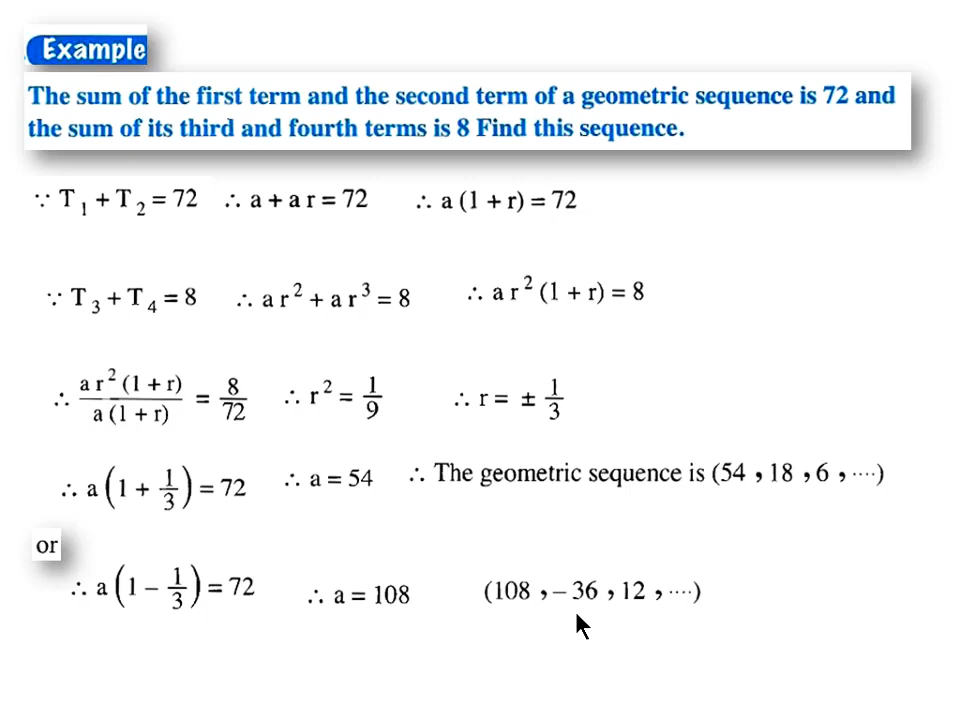 Example
The sum of the first term and the second term of a geometric sequence is 72 and
the sum of its third and fourth terms is 8 Find this sequence.
∵ T₁ + T₂ = 72 ∴ a + a r = 72 ∴ a (1 + r) = 72
∵ T₃ + T₄ = 8 ∴ a r² + a r³ = 8 ∴ a r² (1 + r) = 8
∴ a r² (1 + r) / a (1 + r) = 8/72 ∴ r² = 1/9 ∴ r = ± 1/3
∴ a (1 + 1/3) = 72 ∴ a = 54 ∴ The geometric sequence is (54 , 18 , 6 , ····)
or
∴ a (1 − 1/3) = 72 ∴ a = 108 (108 , − 36 , 12 , ····)